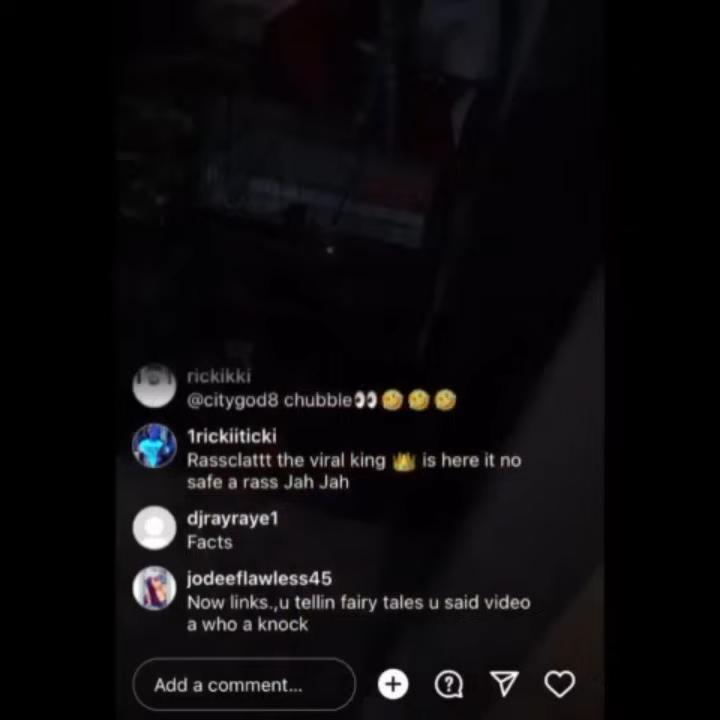 rickikki
@citygod8 chubble👀🤣🤣🤣
1rickiiticki
Rassclattt the viral king 👑 is here it no
safe a rass Jah Jah
djrayraye1
Facts
jodeeflawless45
Now links.,u tellin fairy tales u said video
a who a knock
Add a comment...